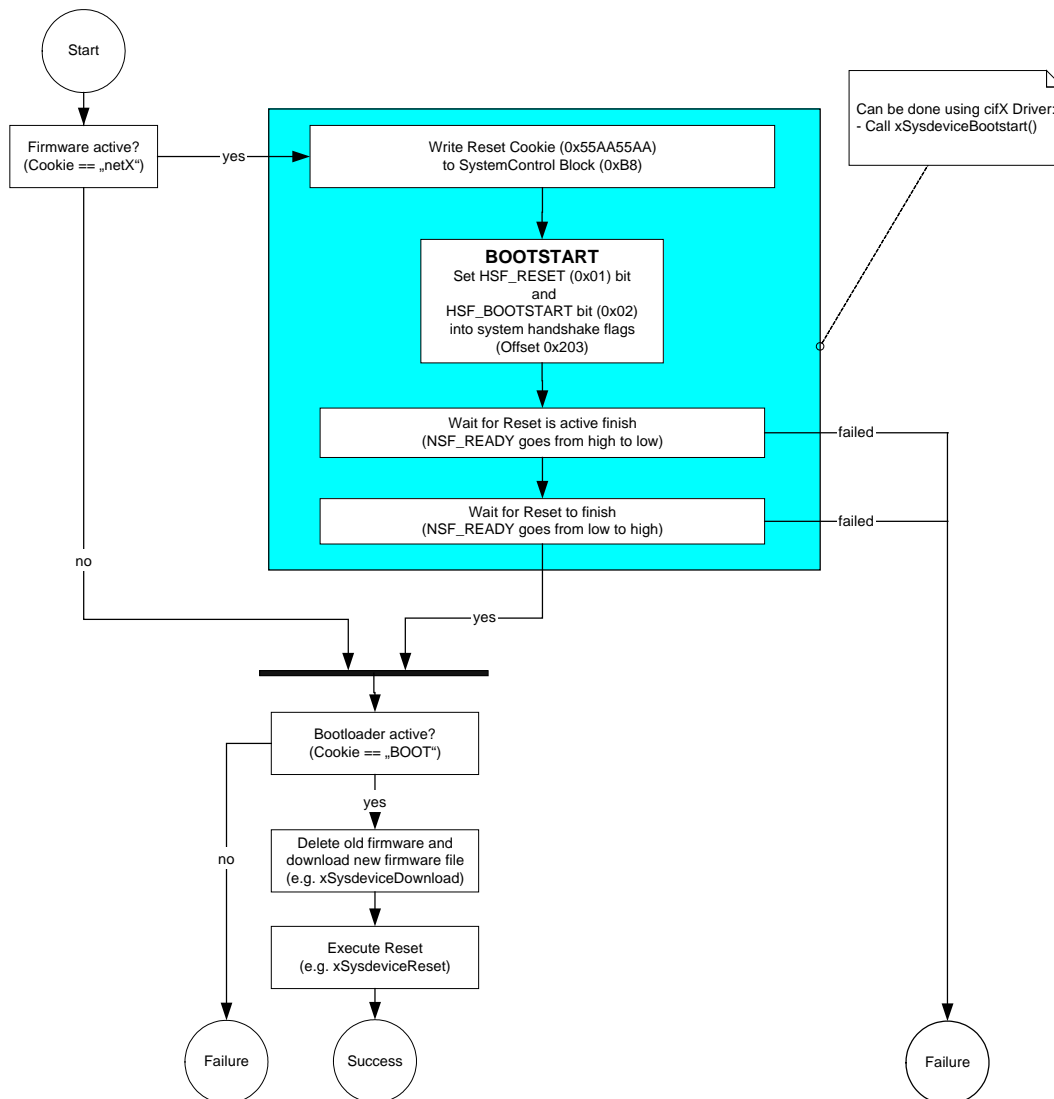 Start
Can be done using cifX Driver:
- Call xSysdeviceBootstart()
Firmware active?
(Cookie == „netX“)
yes
Write Reset Cookie (0x55AA55AA)
to SystemControl Block (0xB8)
BOOTSTART
Set HSF_RESET (0x01) bit
and
HSF_BOOTSTART bit (0x02)
into system handshake flags
(Offset 0x203)
Wait for Reset is active finish
(NSF_READY goes from high to low)
failed
Wait for Reset to finish
(NSF_READY goes from low to high)
failed
no
yes
Bootloader active?
(Cookie == „BOOT“)
yes
no
Delete old firmware and
download new firmware file
(e.g. xSysdeviceDownload)
Execute Reset
(e.g. xSysdeviceReset)
Failure
Success
Failure